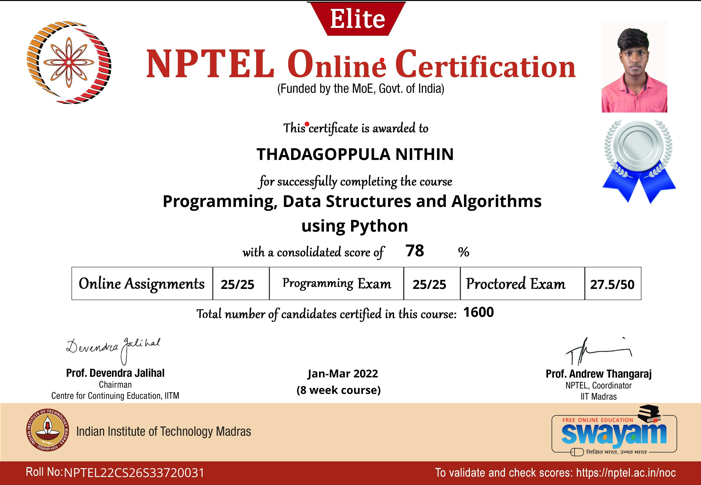 Elite
NPTEL Online Certification
(Funded by the MoE, Govt. of India)
This certificate is awarded to
THADAGOPPULA NITHIN
for successfully completing the course
Programming, Data Structures and Algorithms
using Python
with a consolidated score of 78 %
Online Assignments 25/25 Programming Exam 25/25 Proctored Exam 27.5/50
Total number of candidates certified in this course: 1600
Devendra Jalihal
Prof. Devendra Jalihal
Chairman
Centre for Continuing Education, IITM
Jan-Mar 2022
(8 week course)
Prof. Andrew Thangaraj
NPTEL, Coordinator
IIT Madras
Indian Institute of Technology Madras
FREE ONLINE EDUCATION
swayam
शिक्षित भारत, उन्नत भारत
Roll No:NPTEL22CS26S33720031
To validate and check scores: https://nptel.ac.in/noc